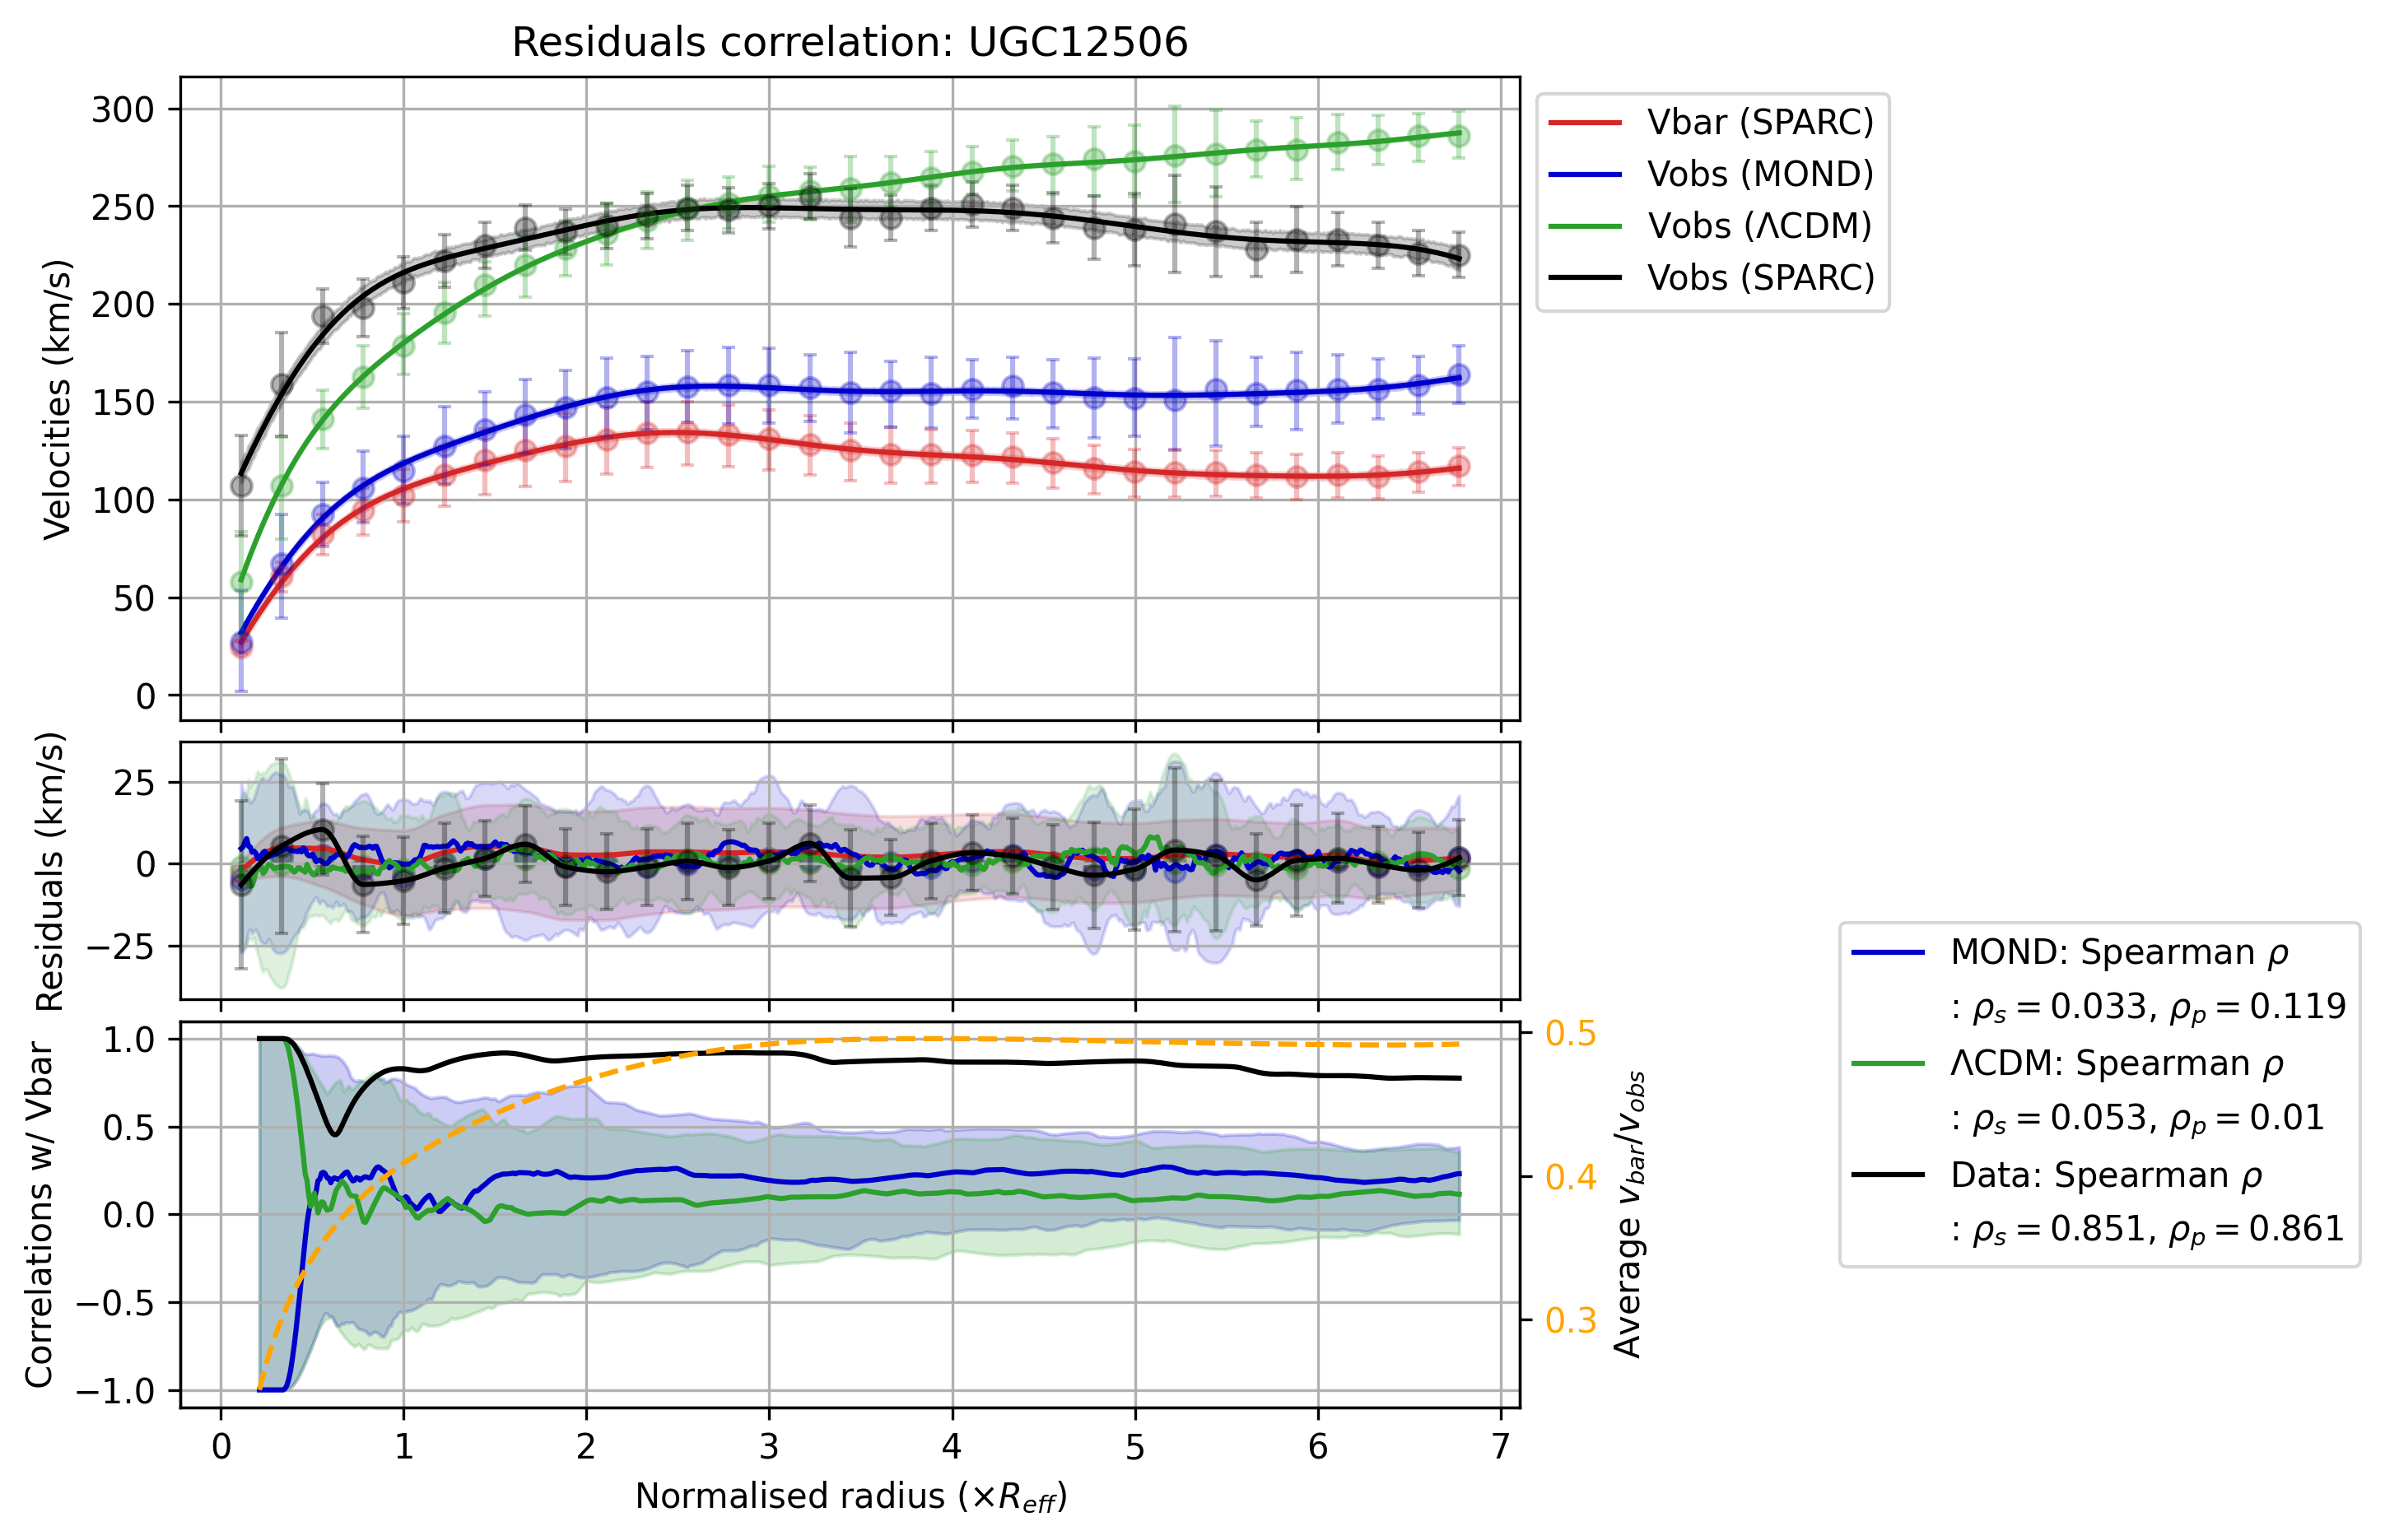 Residuals correlation: UGC12506
Velocities (km/s)
300
250
200
150
100
50
0
Vbar (SPARC)
Vobs (MOND)
Vobs (ΛCDM)
Vobs (SPARC)
Residuals (km/s)
25
0
−25
Correlations w/ Vbar
1.0
0.5
0.0
−0.5
−1.0
0.5
0.4
0.3
Average v_bar/v_obs
MOND: Spearman ρ
: ρ_s = 0.033, ρ_p = 0.119
ΛCDM: Spearman ρ
: ρ_s = 0.053, ρ_p = 0.01
Data: Spearman ρ
: ρ_s = 0.851, ρ_p = 0.861
0 1 2 3 4 5 6 7
Normalised radius (×R_eff)